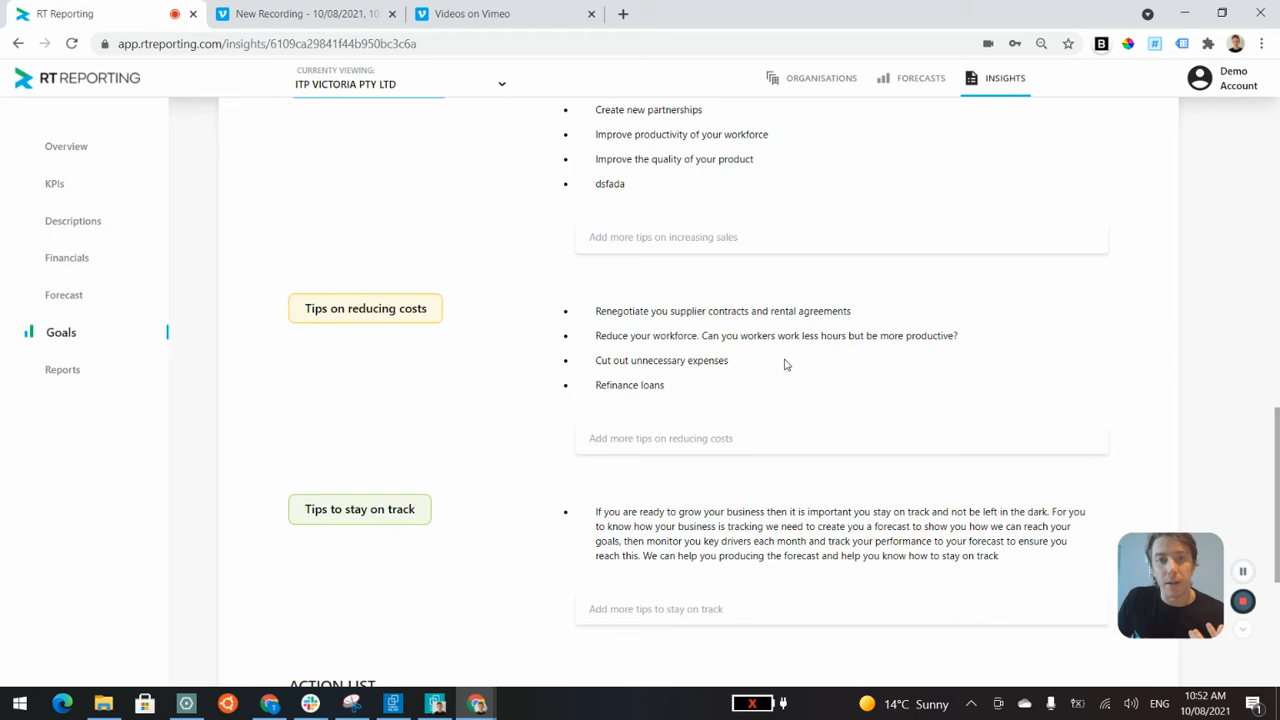 RT Reporting
New Recording - 10/08/2021, 10:
Videos on Vimeo
app.rtreporting.com/insights/6109ca29841f44b950bc3c6a
RT REPORTING
CURRENTY VIEWING:
ITP VICTORIA PTY LTD
ORGANISATIONS
FORECASTS
INSIGHTS
Demo
Account
Overview
KPIs
Descriptions
Financials
Forecast
Goals
Reports
Create new partnerships
Improve productivity of your workforce
Improve the quality of your product
dsfada
Add more tips on increasing sales
Tips on reducing costs
Renegotiate you supplier contracts and rental agreements
Reduce your workforce. Can you workers work less hours but be more productive?
Cut out unnecessary expenses
Refinance loans
Add more tips on reducing costs
Tips to stay on track
If you are ready to grow your business then it is important you stay on track and not be left in the dark. For you
to know how your business is tracking we need to create you a forecast to show you how we can reach your
goals, then monitor you key drivers each month and track your performance to your forecast to ensure you
reach this. We can help you producing the forecast and help you know how to stay on track
Add more tips to stay on track
ACTION LIST
14°C Sunny
ENG
10:52 AM
10/08/2021